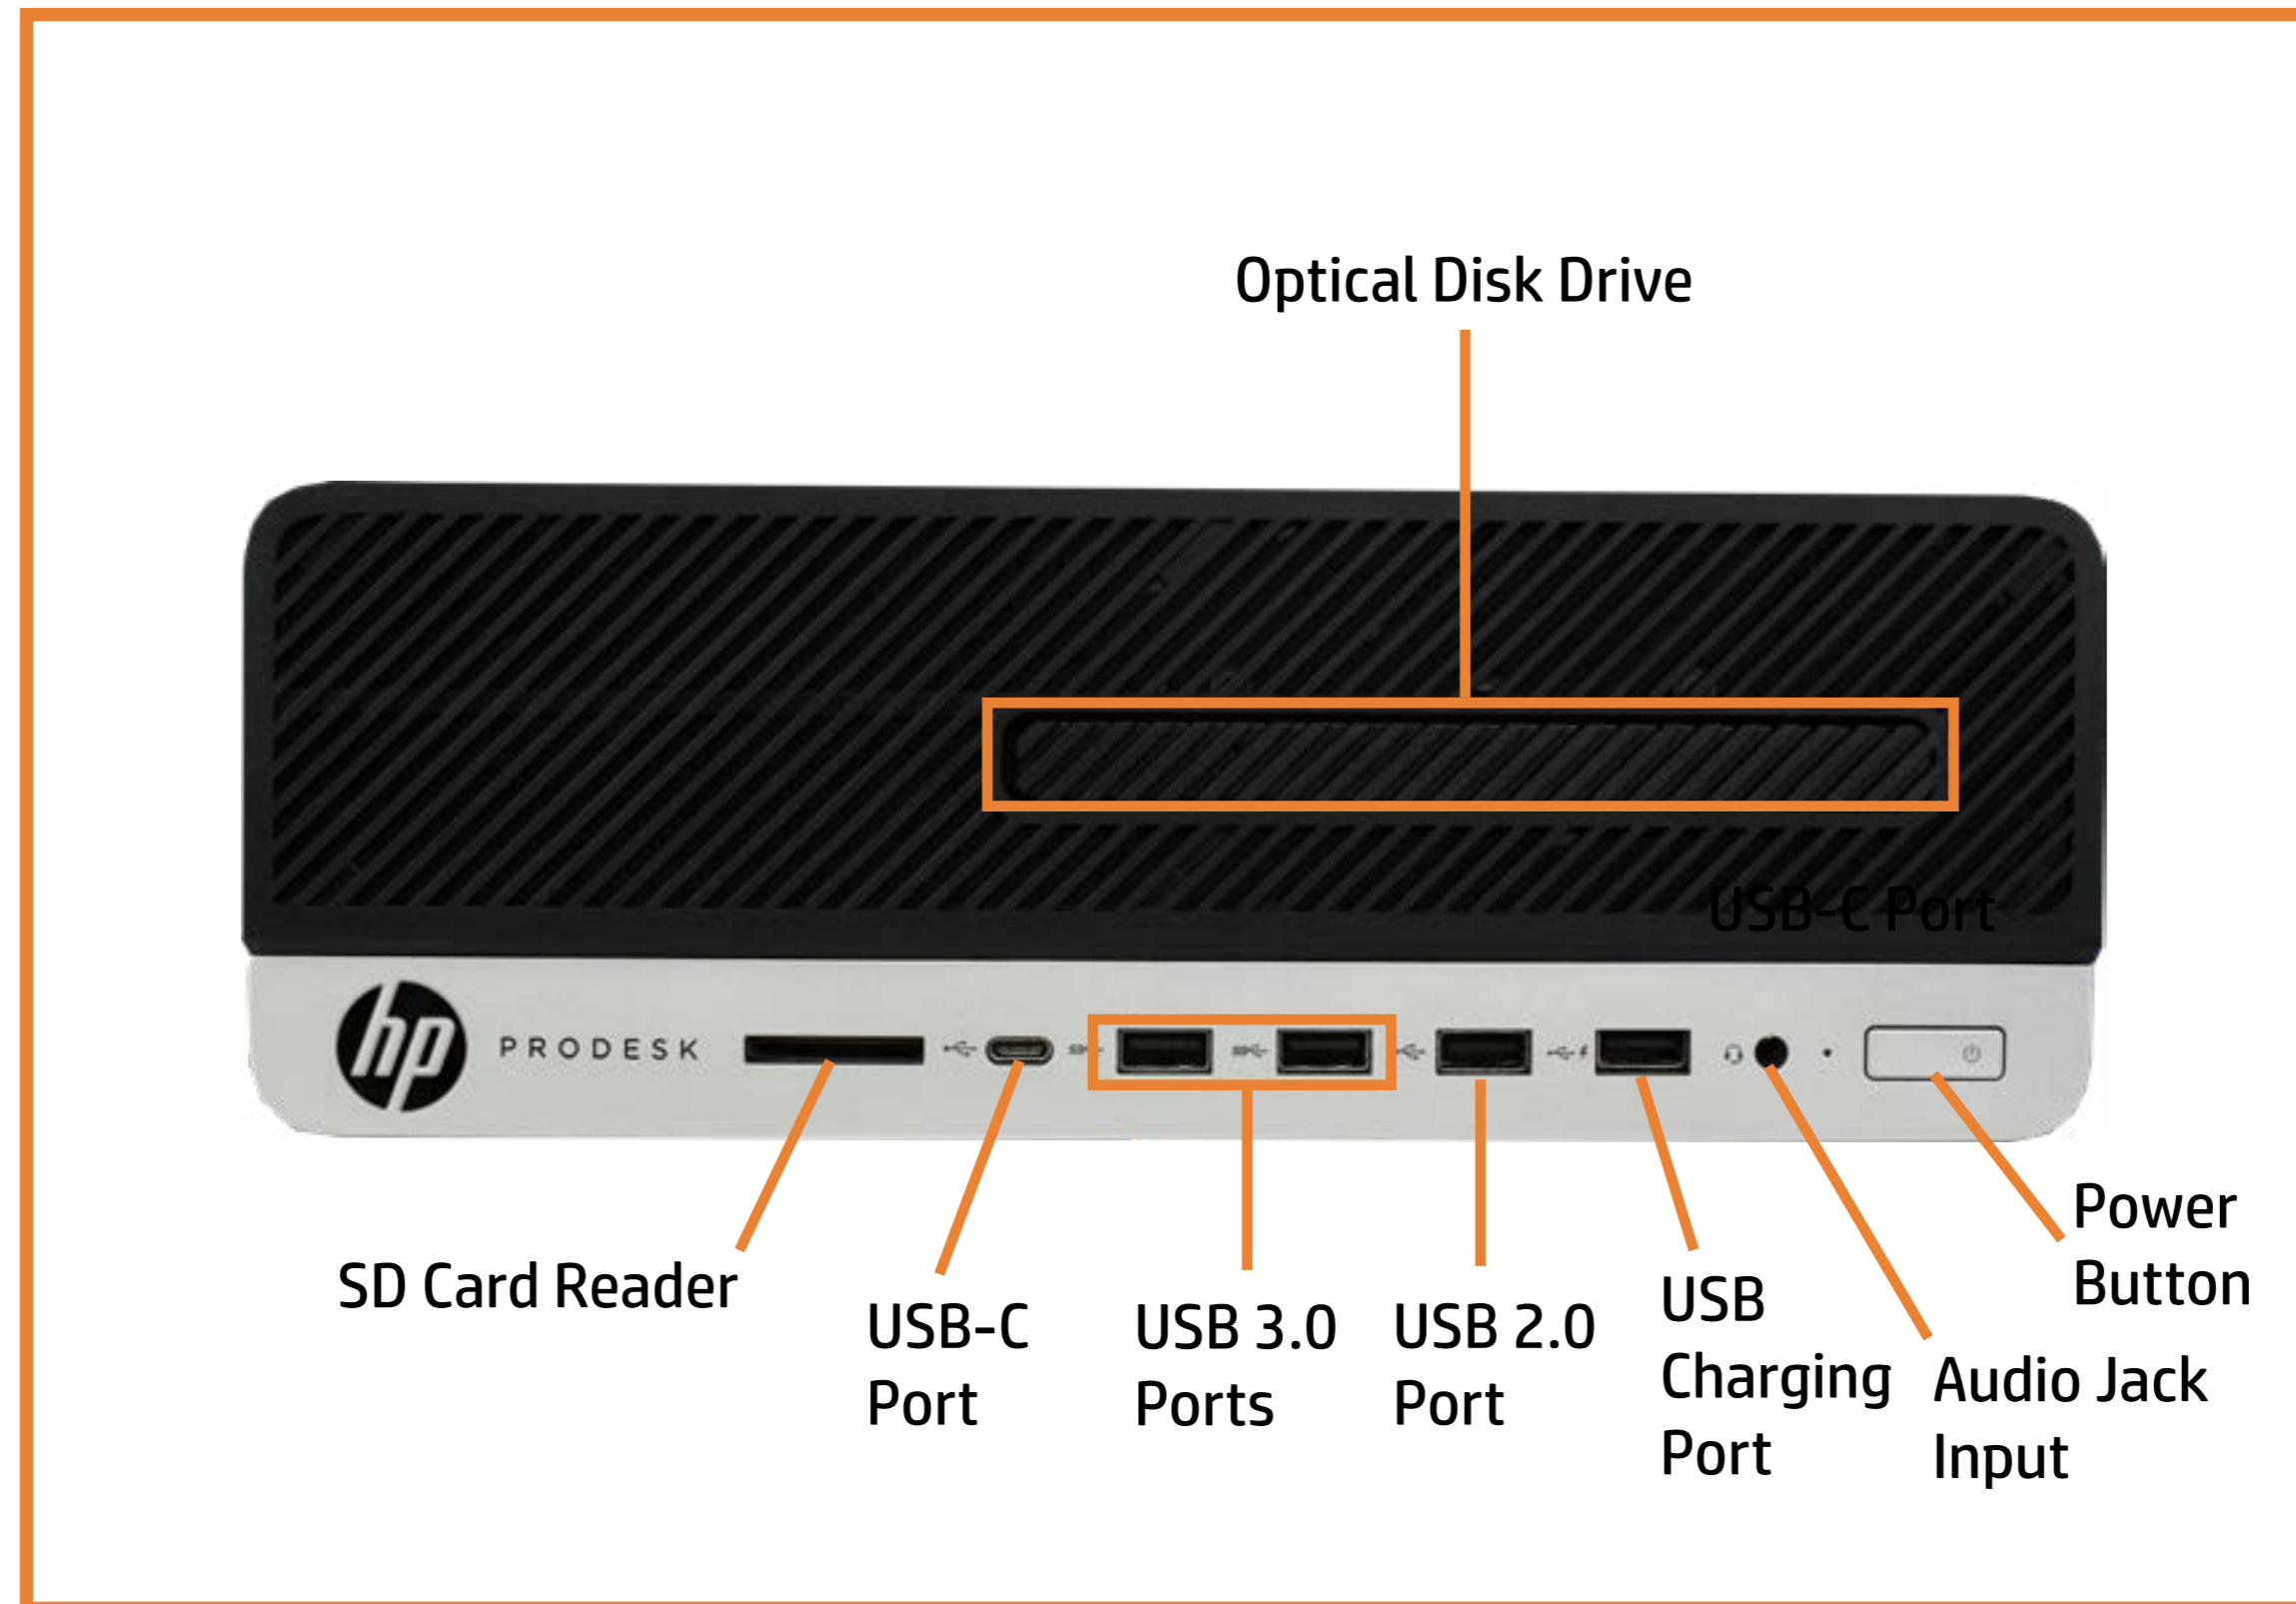 Optical Disk Drive
USB-C Port
hp
PRODESK
SD Card Reader
USB-C
Port
USB 3.0
Ports
USB 2.0
Port
USB
Charging
Port
Audio Jack
Input
Power
Button